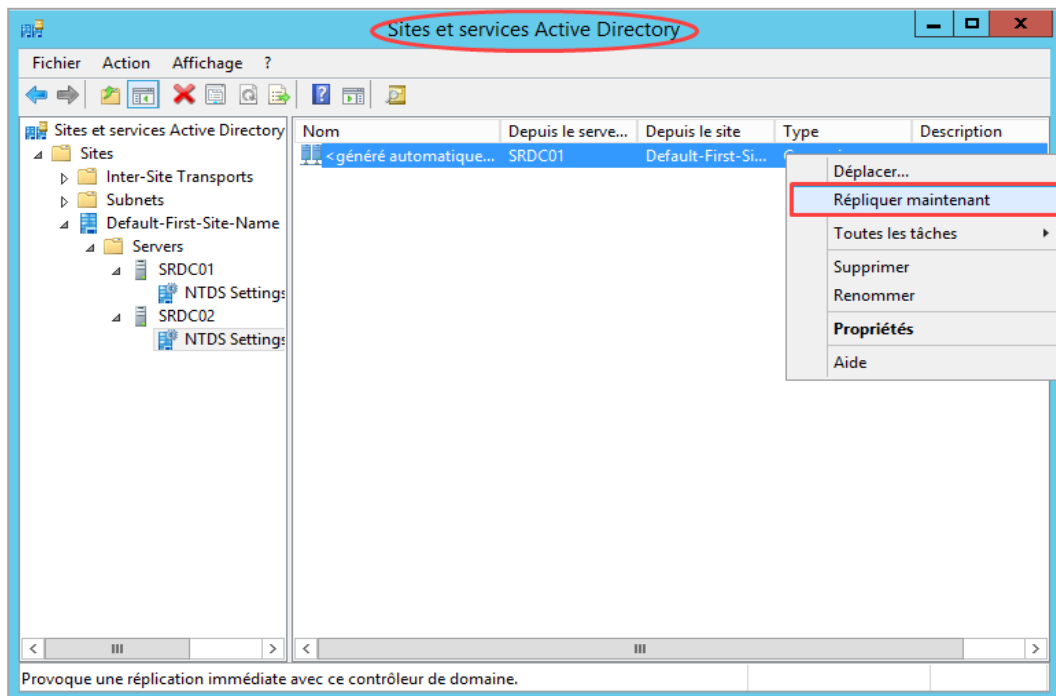 Sites et services Active Directory
Fichier Action Affichage ?
Sites et services Active Directory
Sites
Inter-Site Transports
Subnets
Default-First-Site-Name
Servers
SRDC01
NTDS Settings
SRDC02
NTDS Settings
Nom Depuis le serve... Depuis le site Type Description
<généré automatique... SRDC01 Default-First-Si...
Déplacer...
Répliquer maintenant
Toutes les tâches
Supprimer
Renommer
Propriétés
Aide
Provoque une réplication immédiate avec ce contrôleur de domaine.